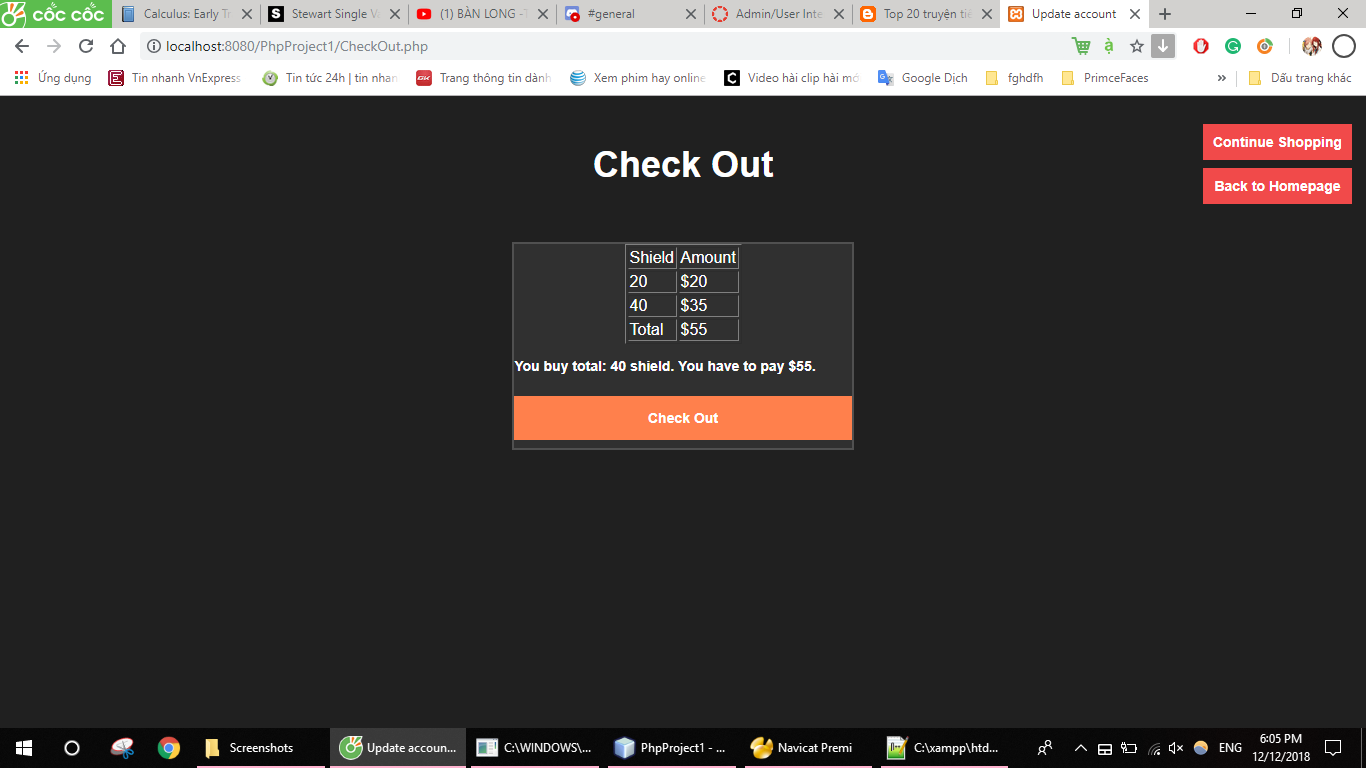 cốc cốc
Calculus: Early Tr
Stewart Single V
(1) BÀN LONG -
#general
Admin/User Inte
Top 20 truyện tiê
Update account
localhost:8080/PhpProject1/CheckOut.php
Ứng dụng
Tin nhanh VnExpress
Tin tức 24h | tin nhan
Trang thông tin dành
Xem phim hay online
Video hài clip hài mớ
Google Dịch
fghdfh
PrimceFaces
»
Dấu trang khác
Continue Shopping
Back to Homepage
Check Out
Shield Amount
20 $20
40 $35
Total $55
You buy total: 40 shield. You have to pay $55.
Check Out
Screenshots
Update accoun...
C:\WINDOWS\...
PhpProject1 - ...
Navicat Premi
C:\xampp\htd...
ENG
6:05 PM
12/12/2018